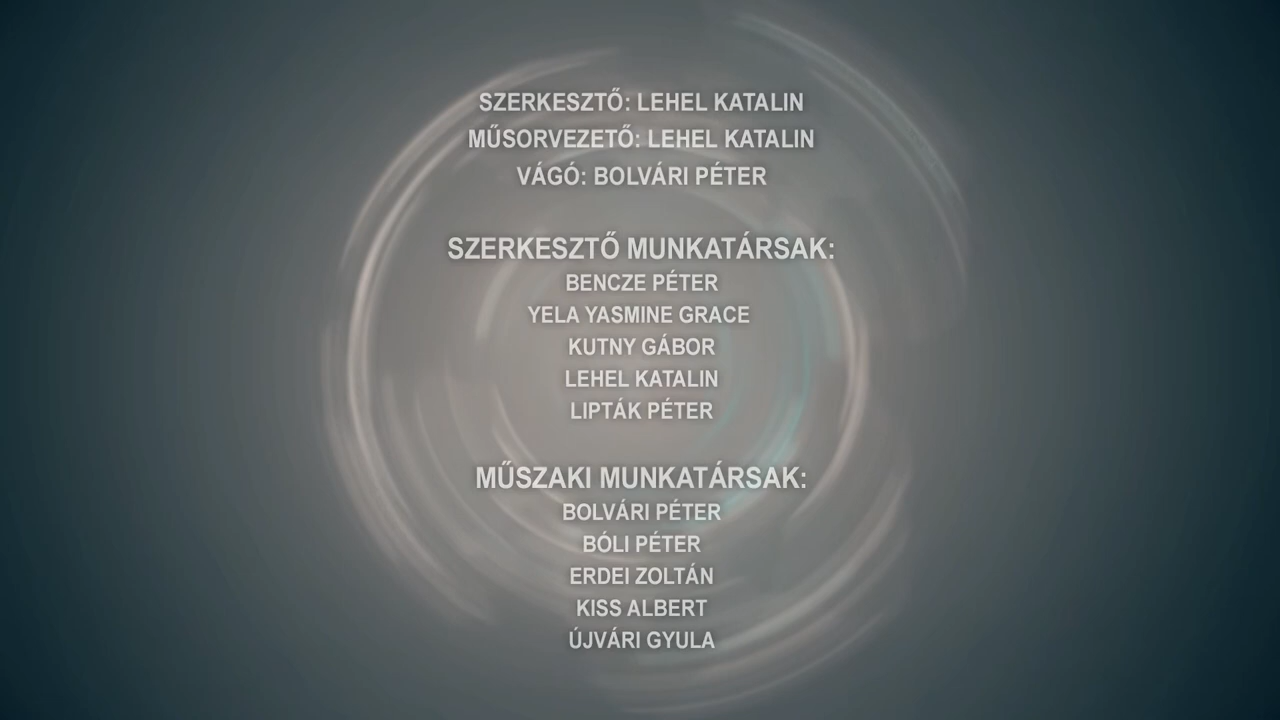 SZERKESZTŐ: LEHEL KATALIN
MŰSORVEZETŐ: LEHEL KATALIN
VÁGÓ: BOLVÁRI PÉTER
SZERKESZTŐ MUNKATÁRSAK:
BENCZE PÉTER
YELA YASMINE GRACE
KUTNY GÁBOR
LEHEL KATALIN
LIPTÁK PÉTER
MŰSZAKI MUNKATÁRSAK:
BOLVÁRI PÉTER
BÓLI PÉTER
ERDEI ZOLTÁN
KISS ALBERT
ÚJVÁRI GYULA